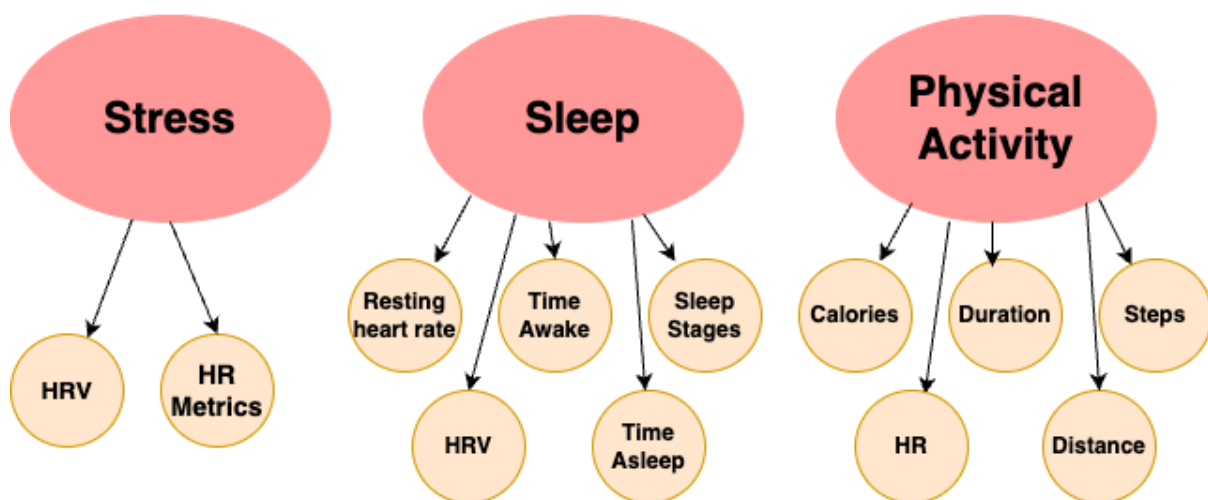 Stress
HRV
HR
Metrics
Sleep
Resting
heart rate
Time
Awake
Sleep
Stages
HRV
Time
Asleep
Physical
Activity
Calories
Duration
Steps
HR
Distance